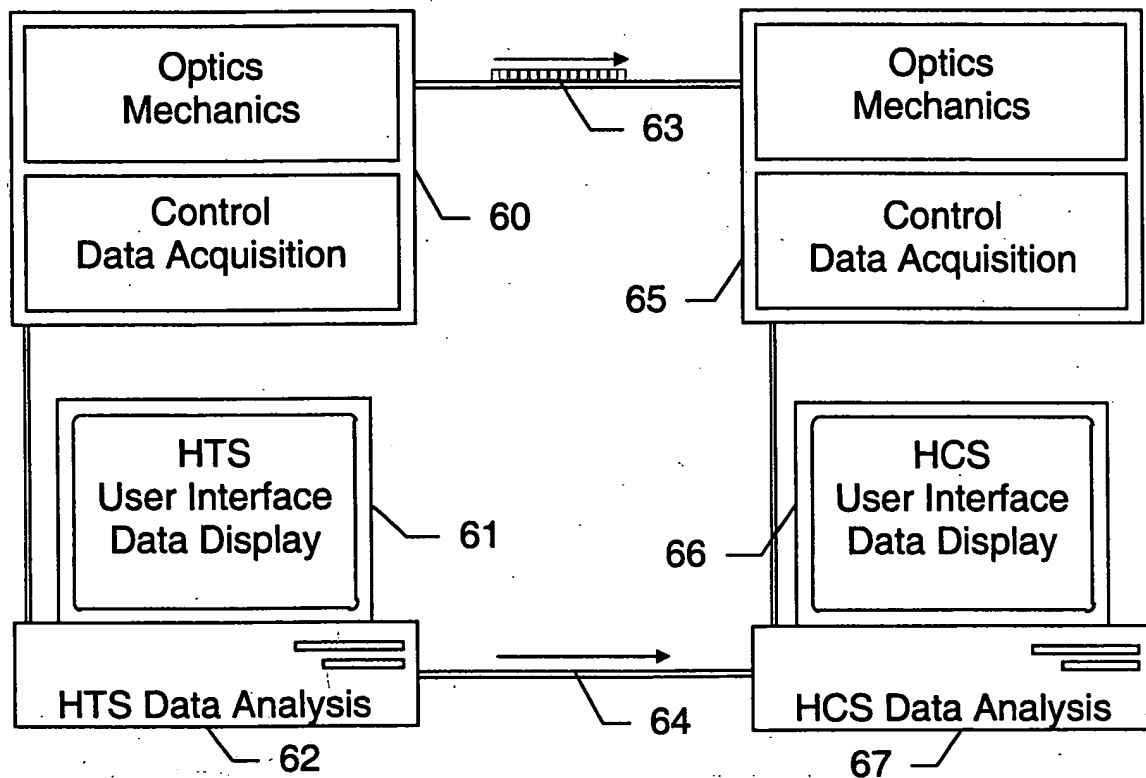 Optics
Mechanics
Control
Data Acquisition
60
63
Optics
Mechanics
Control
Data Acquisition
65
HTS
User Interface
Data Display
61
HTS Data Analysis
62
64
HCS
User Interface
Data Display
66
HCS Data Analysis
67